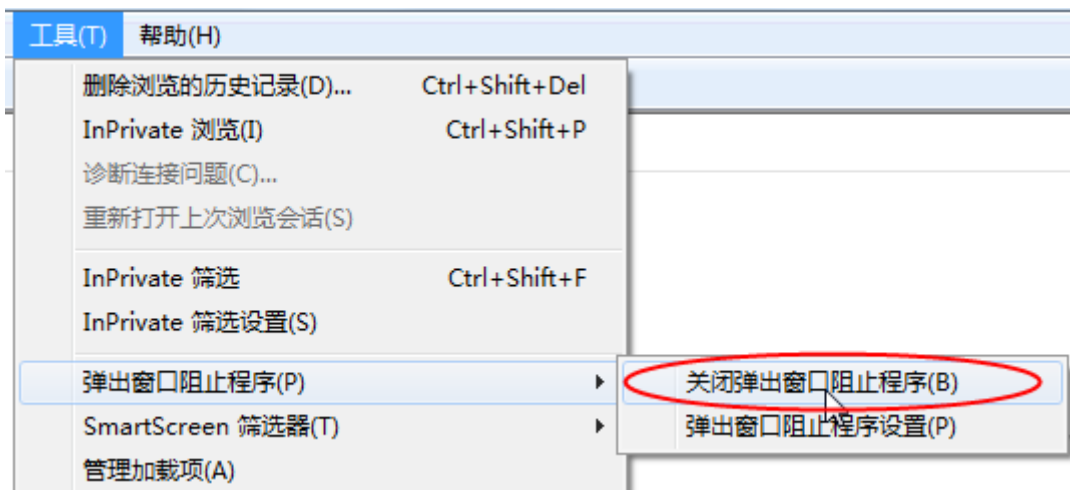 工具(T) 帮助(H)
删除浏览的历史记录(D)... Ctrl+Shift+Del
InPrivate 浏览(I) Ctrl+Shift+P
诊断连接问题(C)...
重新打开上次浏览会话(S)
InPrivate 筛选 Ctrl+Shift+F
InPrivate 筛选设置(S)
弹出窗口阻止程序(P) 关闭弹出窗口阻止程序(B)
SmartScreen 筛选器(T) 弹出窗口阻止程序设置(P)
管理加载项(A)